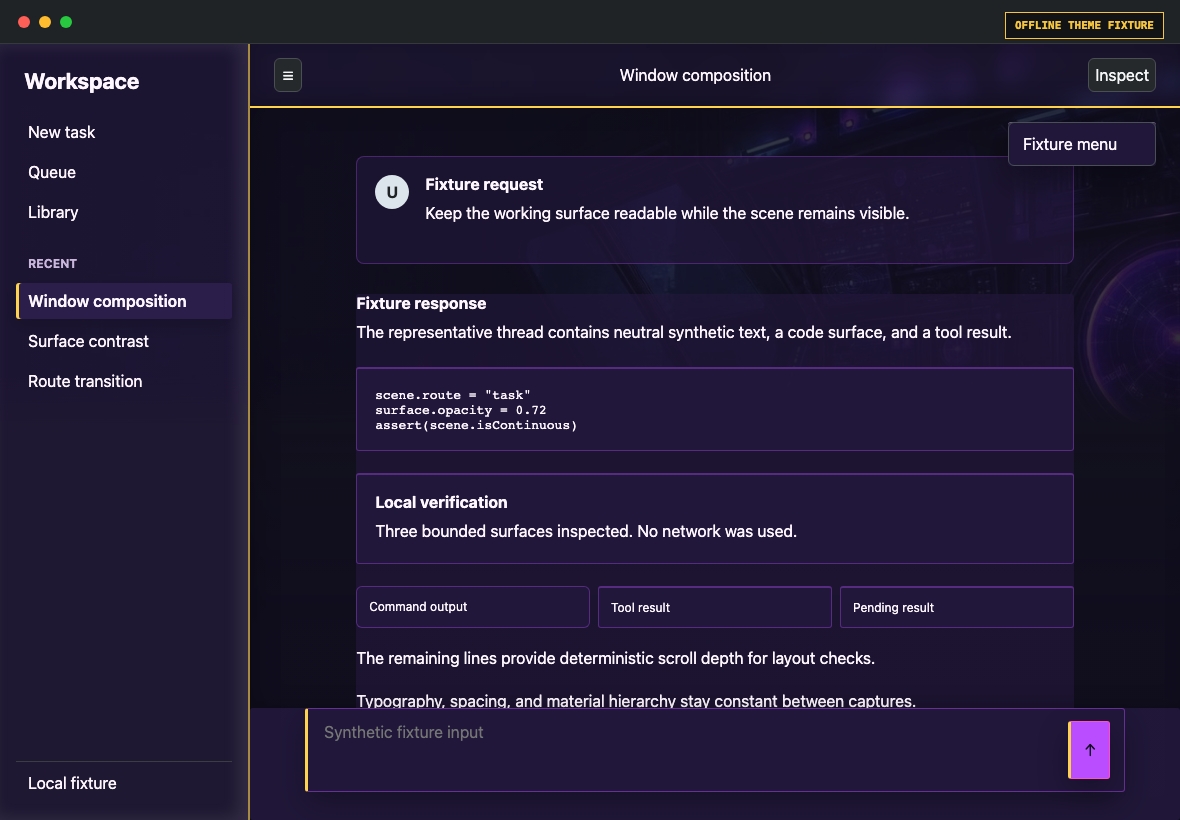 OFFLINE THEME FIXTURE
Workspace
New task
Queue
Library
RECENT
Window composition
Surface contrast
Route transition
Local fixture
Window composition
Inspect
Fixture menu
U
Fixture request
Keep the working surface readable while the scene remains visible.
Fixture response
The representative thread contains neutral synthetic text, a code surface, and a tool result.
scene.route = "task"
surface.opacity = 0.72
assert(scene.isContinuous)
Local verification
Three bounded surfaces inspected. No network was used.
Command output
Tool result
Pending result
The remaining lines provide deterministic scroll depth for layout checks.
Typography, spacing, and material hierarchy stay constant between captures.
Synthetic fixture input